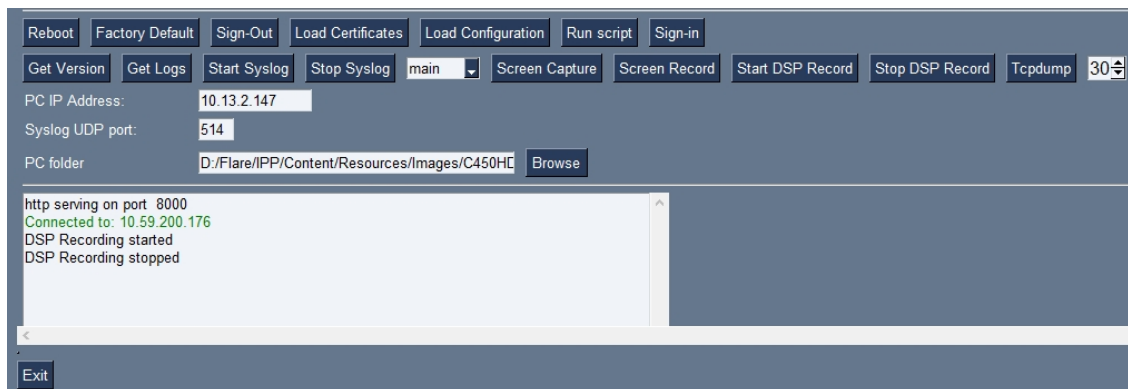 Reboot Factory Default Sign-Out Load Certificates Load Configuration Run script Sign-in
Get Version Get Logs Start Syslog Stop Syslog main Screen Capture Screen Record Start DSP Record Stop DSP Record Tcpdump 30
PC IP Address: 10.13.2.147
Syslog UDP port: 514
PC folder D:/Flare/IPP/Content/Resources/Images/C450HD Browse
http serving on port 8000
Connected to: 10.59.200.176
DSP Recording started
DSP Recording stopped
Exit